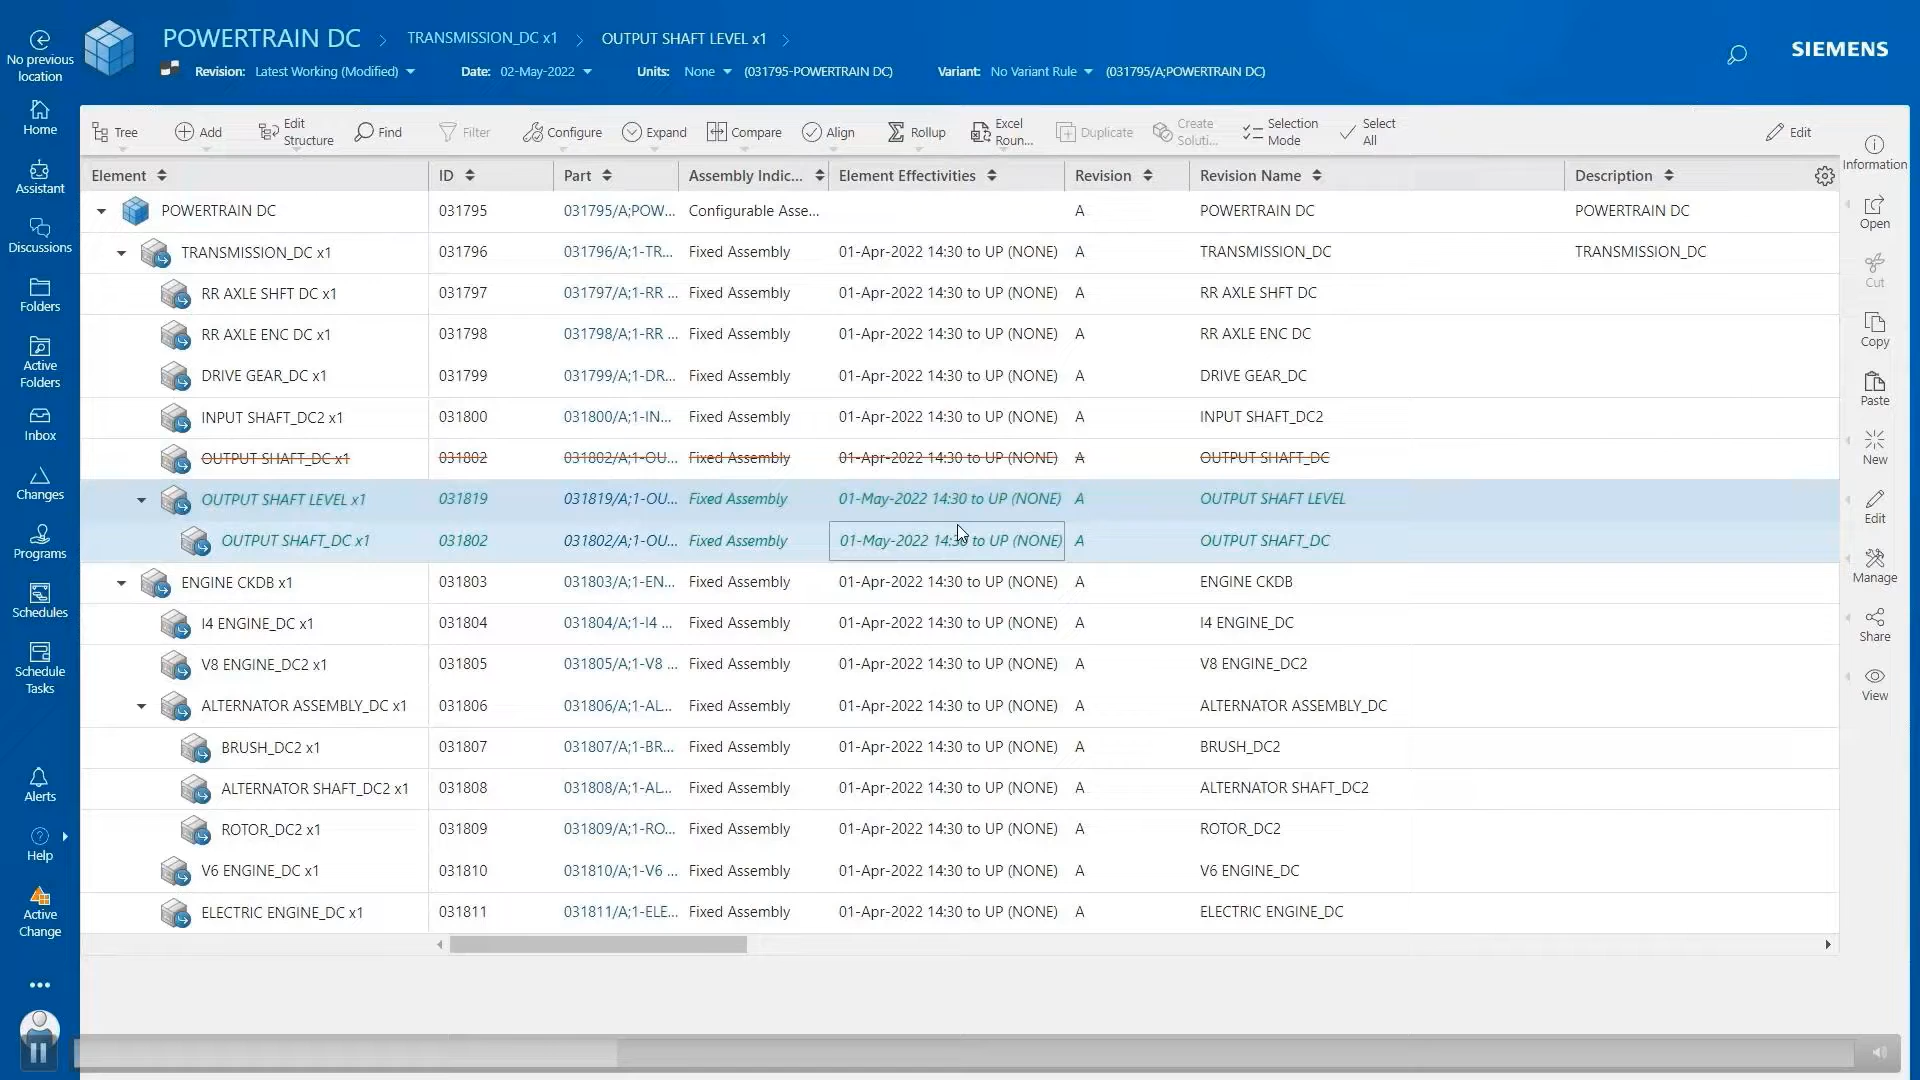 No previous
location
Home
Assistant
Discussions
Folders
Active
Folders
Inbox
Changes
Programs
Schedules
Schedule
Tasks
Alerts
Help
Active
Change
POWERTRAIN DC
TRANSMISSION_DC x1
OUTPUT SHAFT LEVEL x1
Revision: Latest Working (Modified)
Date: 02-May-2022
Units: None (031795-POWERTRAIN DC)
Variant: No Variant Rule (031795/A;POWERTRAIN DC)
SIEMENS
Tree
Add
Edit
Structure
Find
Filter
Configure
Expand
Compare
Align
Rollup
Excel
Roun...
Duplicate
Create
Soluti...
Selection
Mode
Select
All
Edit
Element ID Part Assembly Indic... Element Effectivities Revision Revision Name Description
POWERTRAIN DC 031795 031795/A;POW... Configurable Asse... A POWERTRAIN DC POWERTRAIN DC
TRANSMISSION_DC x1 031796 031796/A;1-TR... Fixed Assembly 01-Apr-2022 14:30 to UP (NONE) A TRANSMISSION_DC TRANSMISSION_DC
RR AXLE SHFT DC x1 031797 031797/A;1-RR ... Fixed Assembly 01-Apr-2022 14:30 to UP (NONE) A RR AXLE SHFT DC
RR AXLE ENC DC x1 031798 031798/A;1-RR ... Fixed Assembly 01-Apr-2022 14:30 to UP (NONE) A RR AXLE ENC DC
DRIVE GEAR_DC x1 031799 031799/A;1-DR... Fixed Assembly 01-Apr-2022 14:30 to UP (NONE) A DRIVE GEAR_DC
INPUT SHAFT_DC2 x1 031800 031800/A;1-IN... Fixed Assembly 01-Apr-2022 14:30 to UP (NONE) A INPUT SHAFT_DC2
OUTPUT SHAFT_DC x1 031802 031802/A;1-OU... Fixed Assembly 01-Apr-2022 14:30 to UP (NONE) A OUTPUT SHAFT_DC
OUTPUT SHAFT LEVEL x1 031819 031819/A;1-OU... Fixed Assembly 01-May-2022 14:30 to UP (NONE) A OUTPUT SHAFT LEVEL
OUTPUT SHAFT_DC x1 031802 031802/A;1-OU... Fixed Assembly 01-May-2022 14:30 to UP (NONE) A OUTPUT SHAFT_DC
ENGINE CKDB x1 031803 031803/A;1-EN... Fixed Assembly 01-Apr-2022 14:30 to UP (NONE) A ENGINE CKDB
I4 ENGINE_DC x1 031804 031804/A;1-I4 ... Fixed Assembly 01-Apr-2022 14:30 to UP (NONE) A I4 ENGINE_DC
V8 ENGINE_DC2 x1 031805 031805/A;1-V8 ... Fixed Assembly 01-Apr-2022 14:30 to UP (NONE) A V8 ENGINE_DC2
ALTERNATOR ASSEMBLY_DC x1 031806 031806/A;1-AL... Fixed Assembly 01-Apr-2022 14:30 to UP (NONE) A ALTERNATOR ASSEMBLY_DC
BRUSH_DC2 x1 031807 031807/A;1-BR... Fixed Assembly 01-Apr-2022 14:30 to UP (NONE) A BRUSH_DC2
ALTERNATOR SHAFT_DC2 x1 031808 031808/A;1-AL... Fixed Assembly 01-Apr-2022 14:30 to UP (NONE) A ALTERNATOR SHAFT_DC2
ROTOR_DC2 x1 031809 031809/A;1-RO... Fixed Assembly 01-Apr-2022 14:30 to UP (NONE) A ROTOR_DC2
V6 ENGINE_DC x1 031810 031810/A;1-V6 ... Fixed Assembly 01-Apr-2022 14:30 to UP (NONE) A V6 ENGINE_DC
ELECTRIC ENGINE_DC x1 031811 031811/A;1-ELE... Fixed Assembly 01-Apr-2022 14:30 to UP (NONE) A ELECTRIC ENGINE_DC
Information
Open
Cut
Copy
Paste
New
Edit
Manage
Share
View